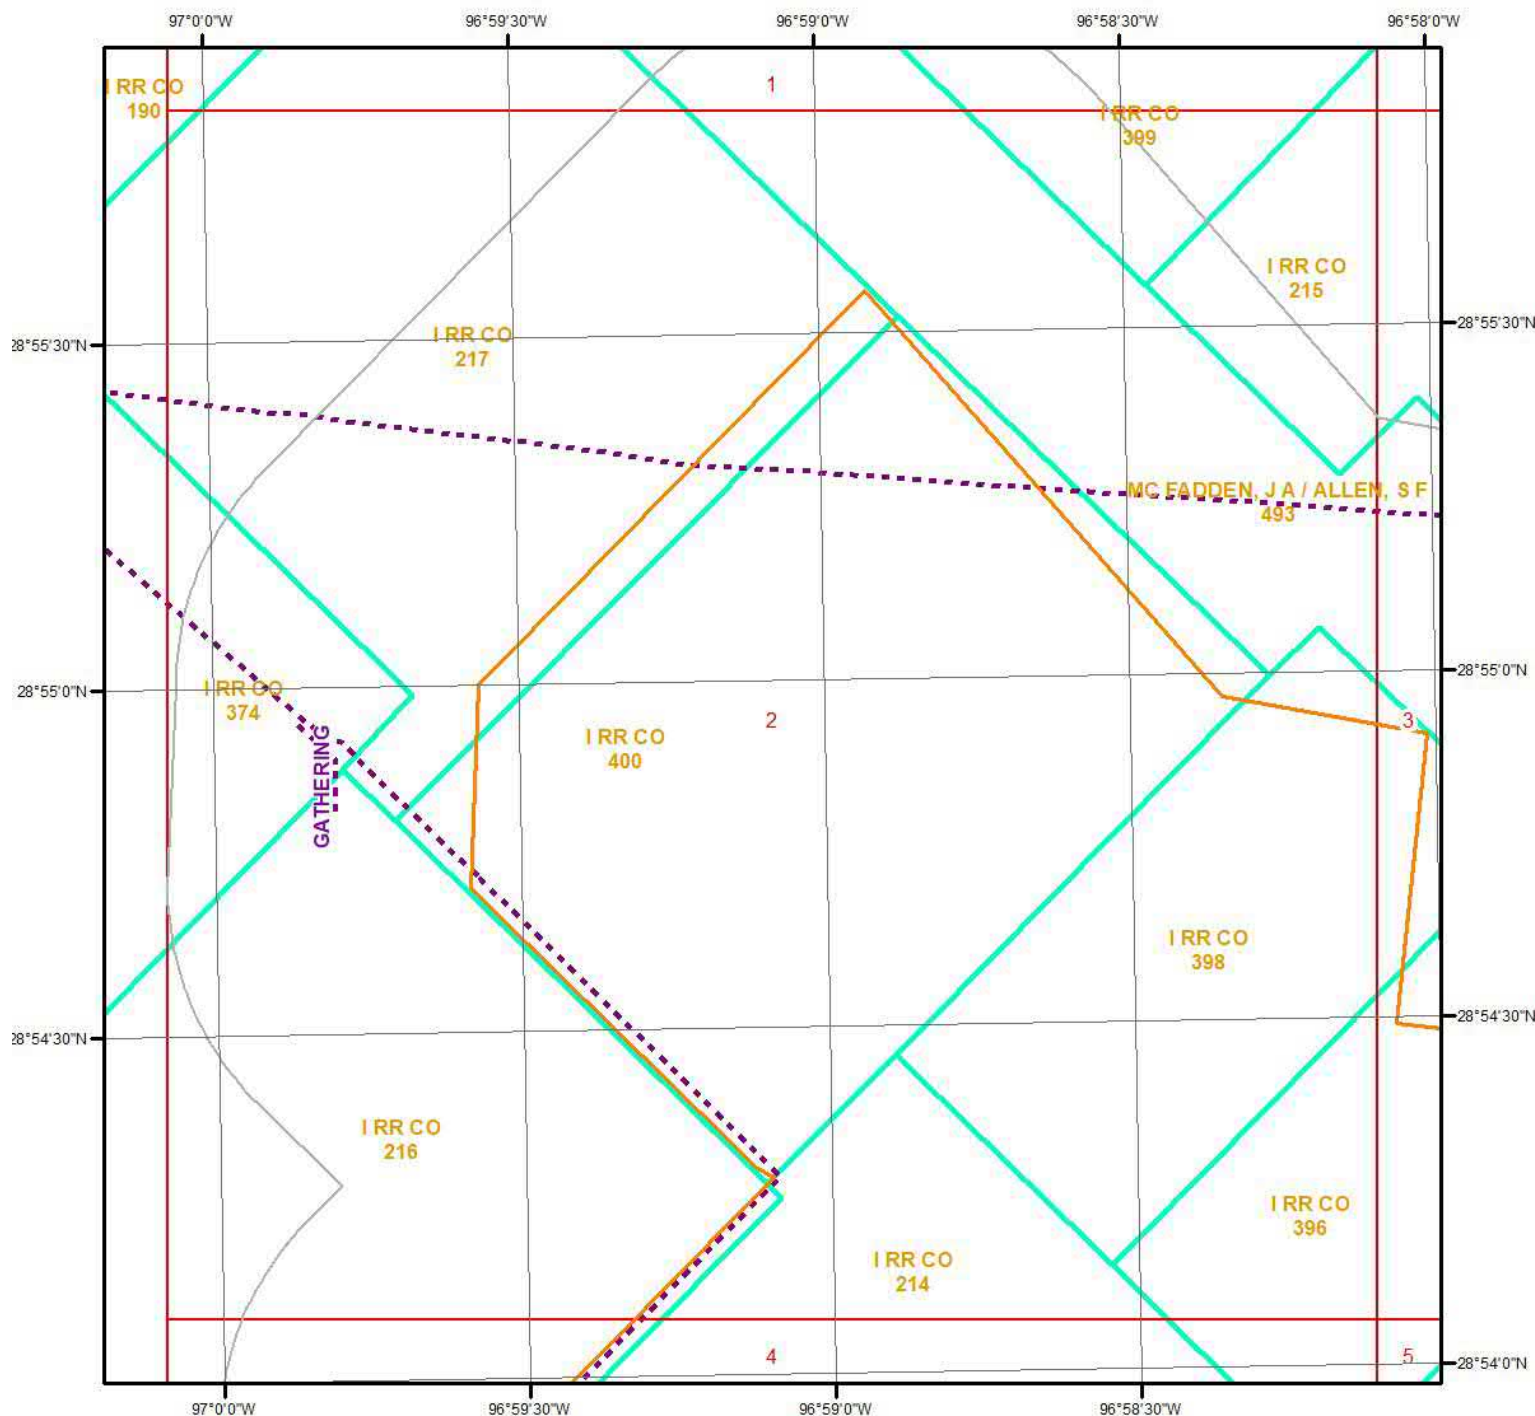 97°0'0"W
96°59'30"W
96°59'0"W
96°58'30"W
96°58'0"W
I RR CO
190
1
I RR CO
399
I RR CO
215
28°55'30"N
I RR CO
217
28°55'30"N
MC FADDEN, J A / ALLEN, S F
493
28°55'0"N
I RR CO
374
GATHERING
I RR CO
400
2
3
28°55'0"N
I RR CO
398
28°54'30"N
28°54'30"N
I RR CO
216
I RR CO
396
I RR CO
214
4
5
28°54'0"N
97°0'0"W
96°59'30"W
96°59'0"W
96°58'30"W